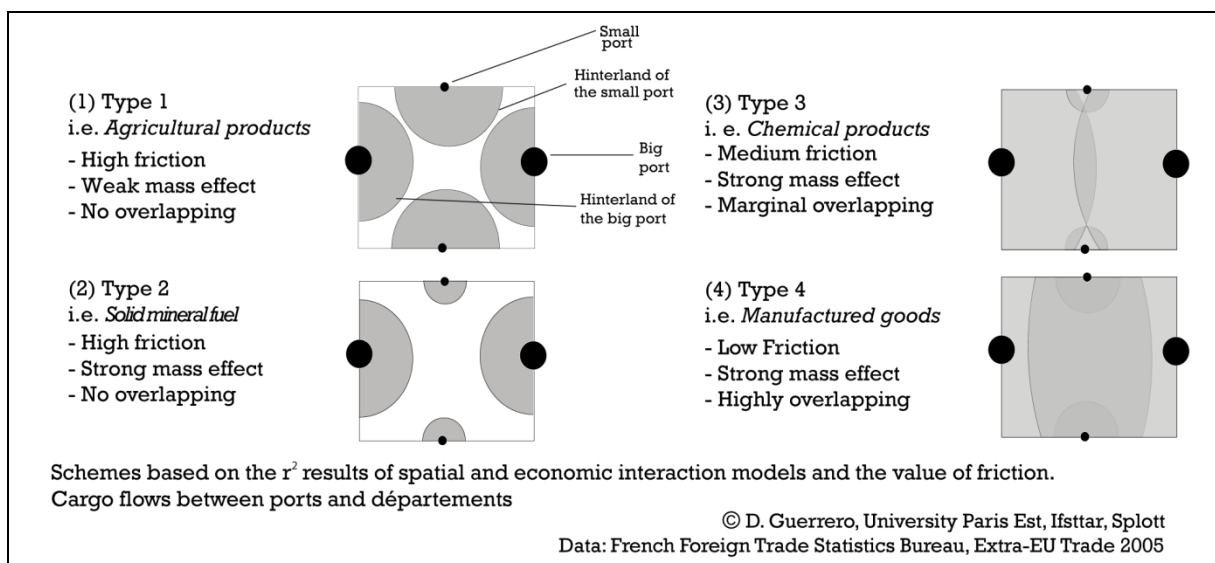 Small
port
Hinterland of
the small port
(1) Type 1
i.e. Agricultural products
- High friction
- Weak mass effect
- No overlapping
Big
port
Hinterland of
the big port
(2) Type 2
i.e. Solid mineral fuel
- High friction
- Strong mass effect
- No overlapping
(3) Type 3
i. e. Chemical products
- Medium friction
- Strong mass effect
- Marginal overlapping
(4) Type 4
i.e. Manufactured goods
- Low Friction
- Strong mass effect
- Highly overlapping
Schemes based on the r² results of spatial and economic interaction models and the value of friction.
Cargo flows between ports and départements
© D. Guerrero, University Paris Est, Ifsttar, Splott
Data: French Foreign Trade Statistics Bureau, Extra-EU Trade 2005